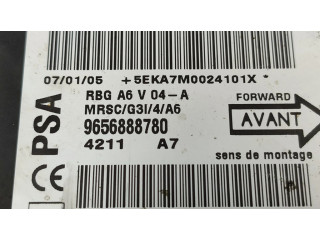 07/01/05 +5EKA7M0024101X*
RBG A6 V 04-A
MRSC/G3I/4/A6
9656888780
4211 A7
FORWARD
AVANT
sens de montage
CE PSA